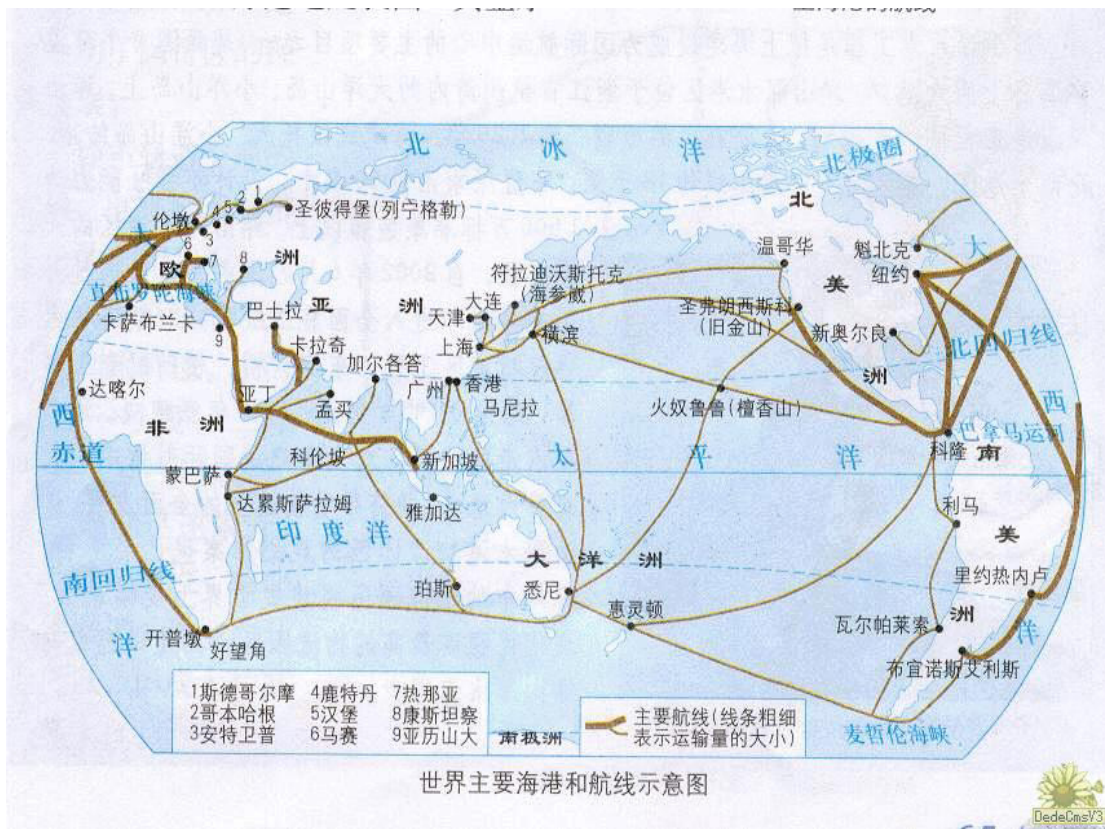 北 冰 洋
北极圈
伦敦
圣彼得堡(列宁格勒)
欧 洲
直布罗陀海峡
卡萨布兰卡
巴士拉
亚 洲
卡拉奇
符拉迪沃斯托克
(海参崴)
大连
天津
上海
横滨
温哥华
圣弗朗西斯科
(旧金山)
北
美
洲
魁北克
纽约
大
新奥尔良
北回归线
达喀尔
亚丁
孟买
加尔各答
广州
香港
马尼拉
火奴鲁鲁(檀香山)
西
西
赤道
非 洲
科伦坡
新加坡
太 平 洋
巴拿马运河
科隆
南
蒙巴萨
达累斯萨拉姆
雅加达
利马
印 度 洋
大 洋 洲
美
南回归线
珀斯
悉尼
惠灵顿
里约热内卢
洲
洋
洋
开普墩
好望角
瓦尔帕莱索
布宜诺斯艾利斯
麦哲伦海峡
南极洲
1斯德哥尔摩 4鹿特丹 7热那亚
2哥本哈根 5汉堡 8康斯坦察
3安特卫普 6马赛 9亚历山大
主要航线(线条粗细
表示运输量的大小)
1
2
3
4
5
6
7
8
9
世界主要海港和航线示意图
DedeCmsV3